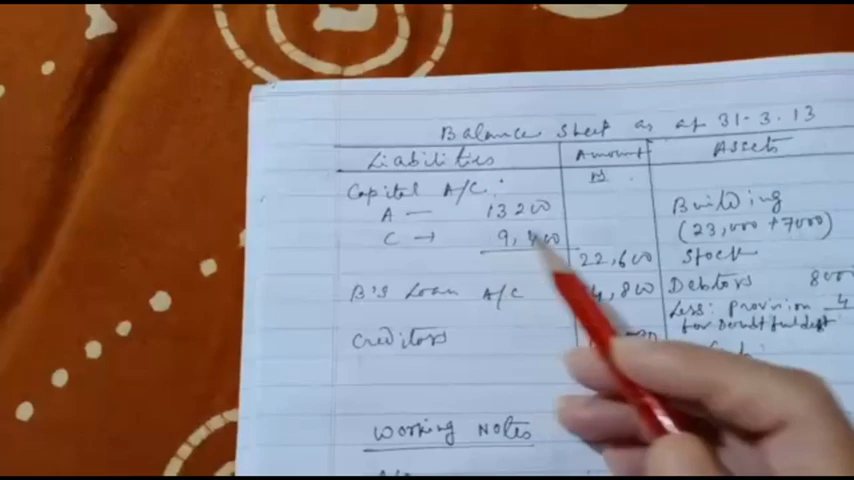 Balance Sheet as at 31-3.13
Liabilities Amount Assets
Rs
Capital A/C.
A — 13200 Building
(23,000 + 7000)
C → 9,400
22,600 Stock
B's Loan A/C 4,800 Debtors
Less: provision 4
for Doubtful debt
Creditors
Working Notes